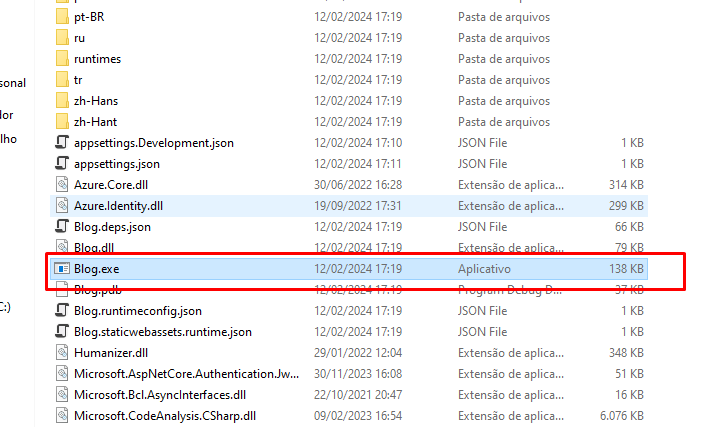 pt-BR 12/02/2024 17:19 Pasta de arquivos
ru 12/02/2024 17:19 Pasta de arquivos
runtimes 12/02/2024 17:19 Pasta de arquivos
tr 12/02/2024 17:19 Pasta de arquivos
sonal
zh-Hans 12/02/2024 17:19 Pasta de arquivos
dor
zh-Hant 12/02/2024 17:19 Pasta de arquivos
lho
appsettings.Development.json 12/02/2024 17:10 JSON File 1 KB
appsettings.json 12/02/2024 17:11 JSON File 1 KB
Azure.Core.dll 30/06/2022 16:28 Extensão de aplica... 314 KB
Azure.Identity.dll 19/09/2022 17:31 Extensão de aplica... 299 KB
Blog.deps.json 12/02/2024 17:19 JSON File 66 KB
Blog.dll 12/02/2024 17:19 Extensão de aplica... 79 KB
Blog.exe 12/02/2024 17:19 Aplicativo 138 KB
Blog.pdb 12/02/2024 17:19 Program Debug D... 37 KB
C:)
Blog.runtimeconfig.json 12/02/2024 17:19 JSON File 1 KB
Blog.staticwebassets.runtime.json 12/02/2024 17:19 JSON File 1 KB
Humanizer.dll 29/01/2022 12:04 Extensão de aplica... 348 KB
Microsoft.AspNetCore.Authentication.Jw... 30/11/2023 16:08 Extensão de aplica... 51 KB
Microsoft.Bcl.AsyncInterfaces.dll 22/10/2021 20:47 Extensão de aplica... 16 KB
Microsoft.CodeAnalysis.CSharp.dll 09/02/2023 16:54 Extensão de aplica... 6.076 KB